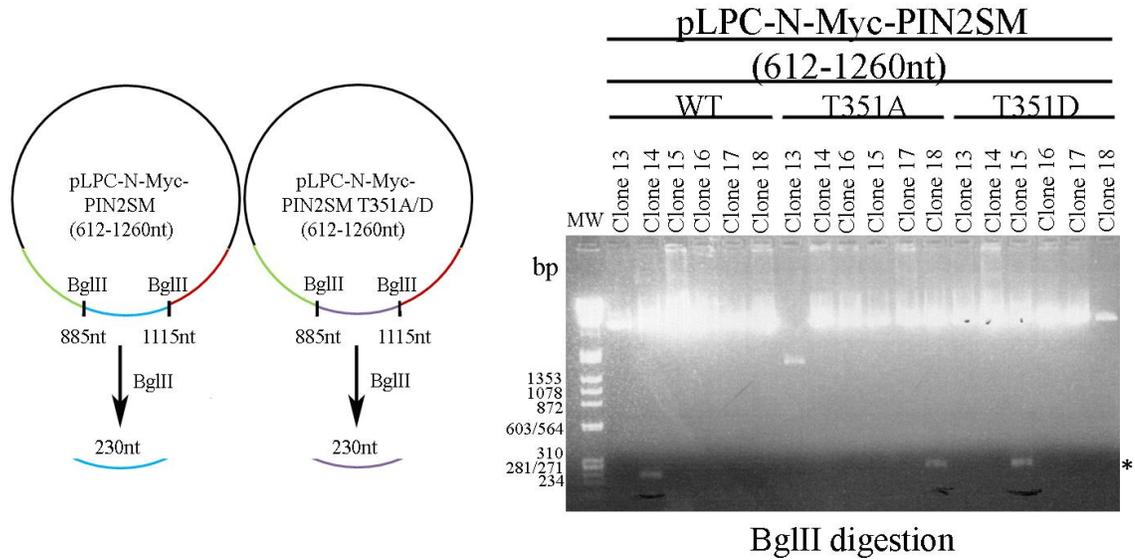 pLPC-N-Myc-PIN2SM
(612-1260nt)
WT T351A T351D
Clone 13
Clone 14
Clone 15
Clone 16
Clone 17
Clone 18
Clone 13
Clone 14
Clone 16
Clone 15
Clone 17
Clone 18
Clone 13
Clone 14
Clone 15
Clone 16
Clone 17
Clone 18
MW
bp
1353
1078
872
603/564
310
281/271
234
*
BglII digestion
pLPC-N-Myc-
PIN2SM
(612-1260nt)
BglII BglII
885nt 1115nt
BglII
230nt
pLPC-N-Myc-
PIN2SM T351A/D
(612-1260nt)
BglII BglII
885nt 1115nt
BglII
230nt